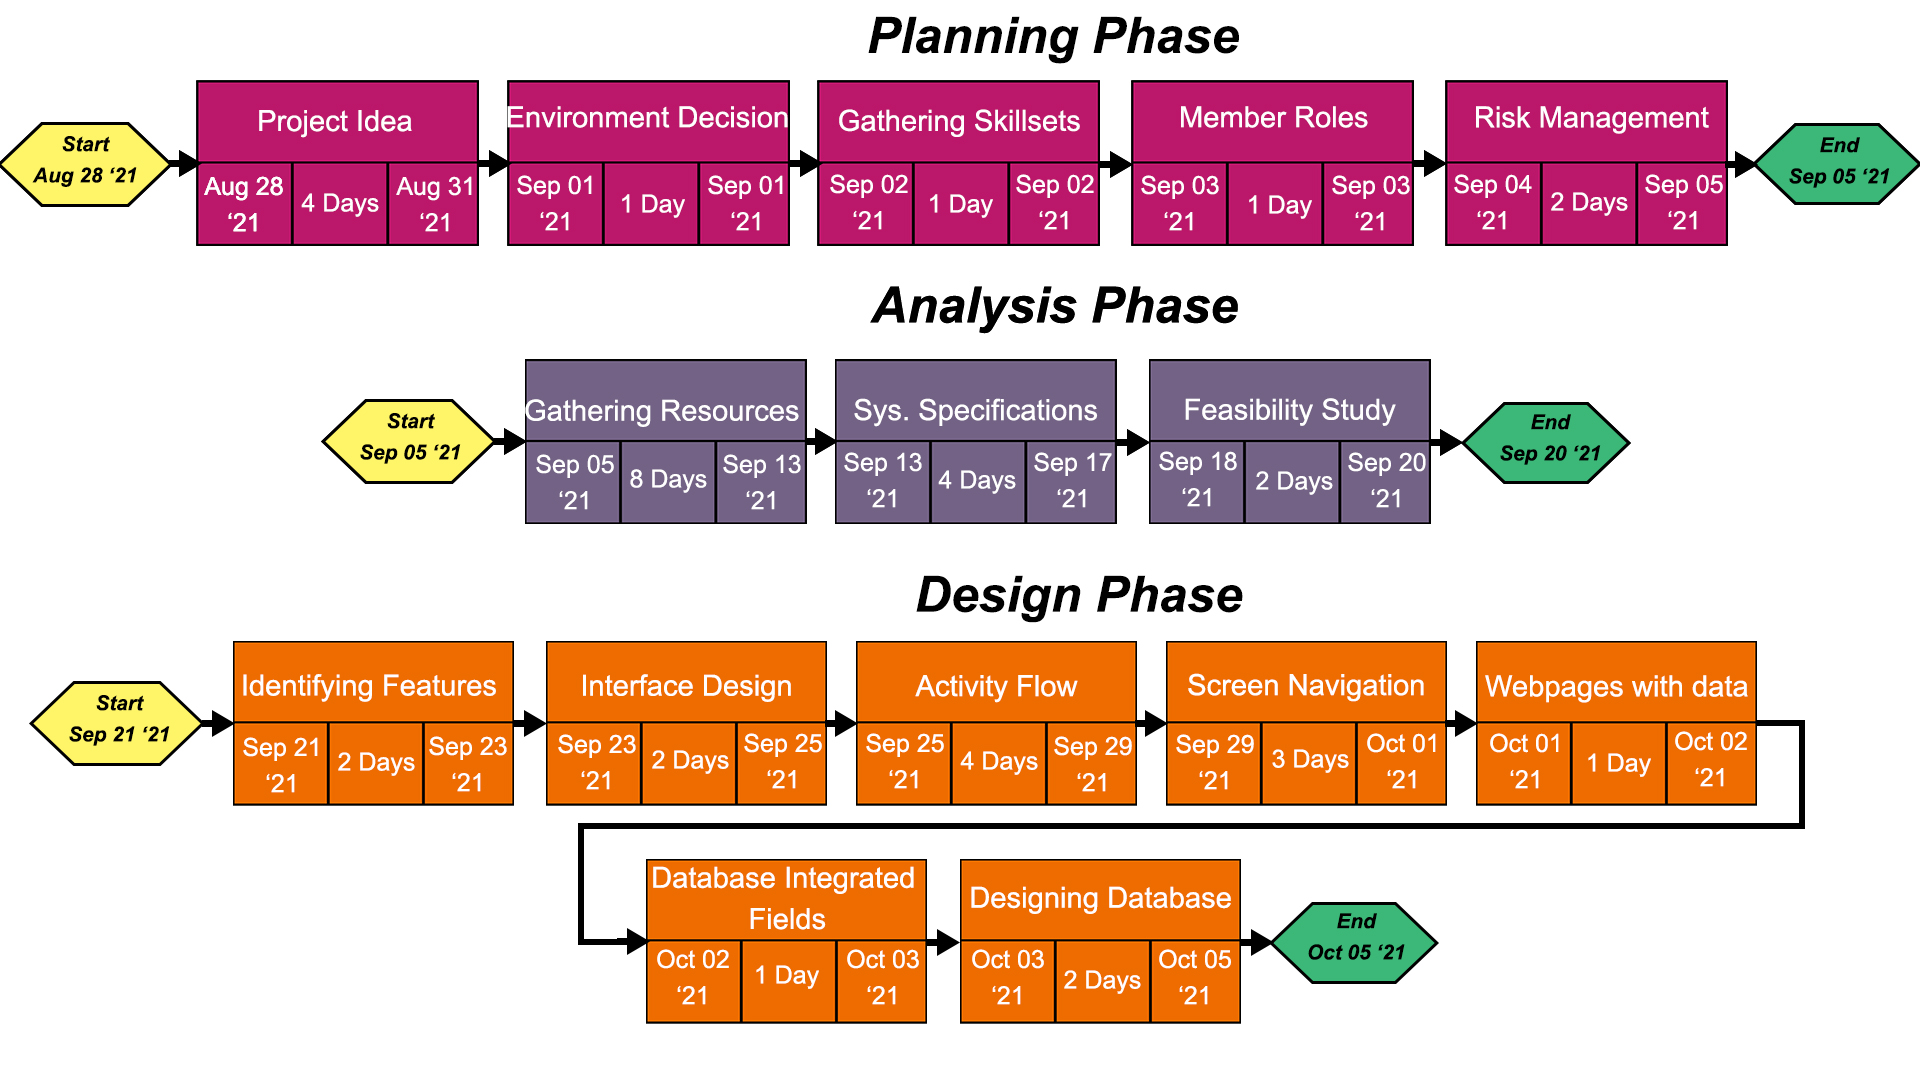 Planning Phase
Start
Aug 28 ‘21
Project Idea
Aug 28
‘21
4 Days
Aug 31
‘21
Environment Decision
Sep 01
‘21
1 Day
Sep 01
‘21
Gathering Skillsets
Sep 02
‘21
1 Day
Sep 02
‘21
Member Roles
Sep 03
‘21
1 Day
Sep 03
‘21
Risk Management
Sep 04
‘21
2 Days
Sep 05
‘21
End
Sep 05 ‘21
Analysis Phase
Start
Sep 05 ‘21
Gathering Resources
Sep 05
‘21
8 Days
Sep 13
‘21
Sys. Specifications
Sep 13
‘21
4 Days
Sep 17
‘21
Feasibility Study
Sep 18
‘21
2 Days
Sep 20
‘21
End
Sep 20 ‘21
Design Phase
Start
Sep 21 ‘21
Identifying Features
Sep 21
‘21
2 Days
Sep 23
‘21
Interface Design
Sep 23
‘21
2 Days
Sep 25
‘21
Activity Flow
Sep 25
‘21
4 Days
Sep 29
‘21
Screen Navigation
Sep 29
‘21
3 Days
Oct 01
‘21
Webpages with data
Oct 01
‘21
1 Day
Oct 02
‘21
Database Integrated
Fields
Oct 02
‘21
1 Day
Oct 03
‘21
Designing Database
Oct 03
‘21
2 Days
Oct 05
‘21
End
Oct 05 ‘21